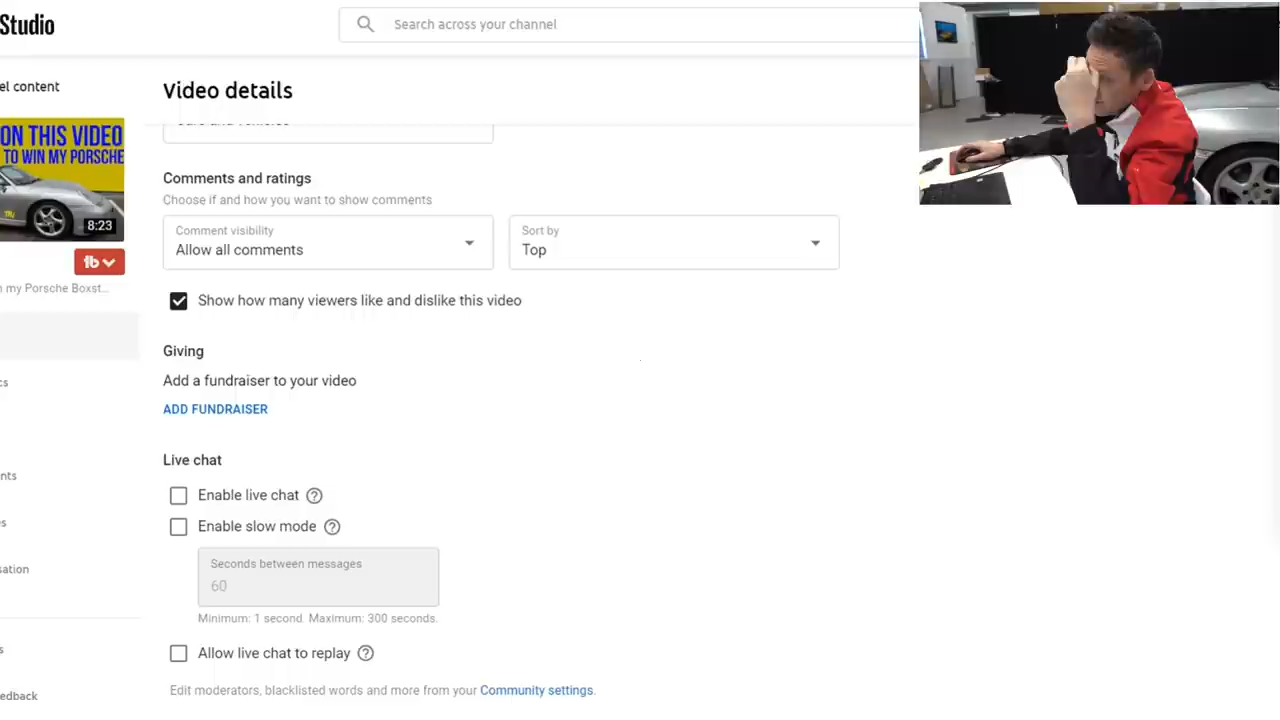 Studio
Search across your channel
el content
Video details
ON THIS VIDEO
TO WIN MY PORSCHE
8:23
Comments and ratings
Choose if and how you want to show comments
Comment visibility
Allow all comments
Sort by
Top
n my Porsche Boxst...
Show how many viewers like and dislike this video
Giving
Add a fundraiser to your video
ADD FUNDRAISER
cs
Live chat
nts
Enable live chat
s
Enable slow mode
Seconds between messages
60
sation
Minimum: 1 second. Maximum: 300 seconds.
s
Allow live chat to replay
edback
Edit moderators, blacklisted words and more from your Community settings.